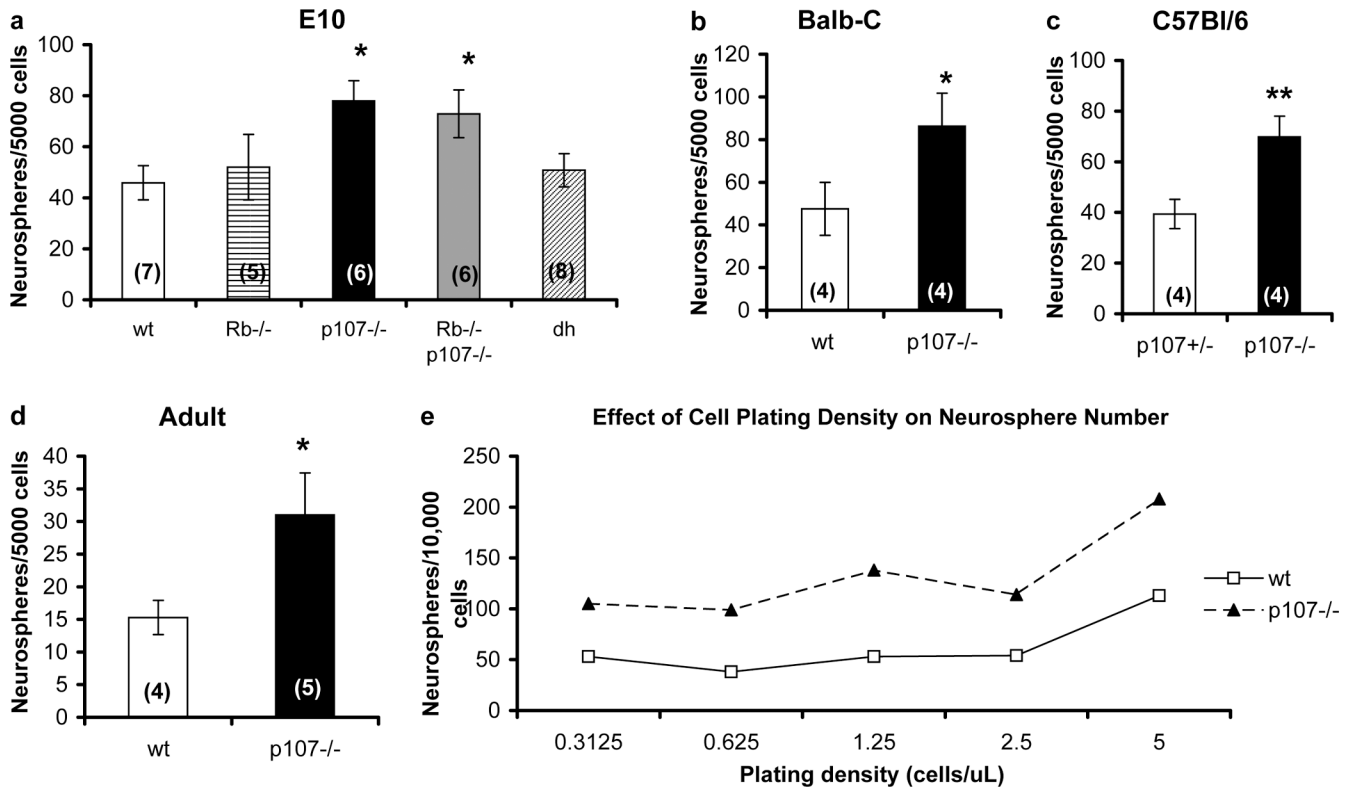 a
E10
Neurospheres/5000 cells
120
100
80
60
40
20
0
*
*
(7)
(5)
(6)
(6)
(8)
wt
Rb-/-
p107-/-
Rb-/-
p107-/-
dh
b
Balb-C
Neurospheres/5000 cells
120
100
80
60
40
20
0
*
(4)
(4)
wt
p107-/-
c
C57Bl/6
Neurospheres/5000 cells
100
80
60
40
20
0
**
(4)
(4)
p107+/-
p107-/-
d
Adult
Neurospheres/5000 cells
40
35
30
25
20
15
10
5
0
*
(4)
(5)
wt
p107-/-
e
Effect of Cell Plating Density on Neurosphere Number
Neurospheres/10,000
cells
250
200
150
100
50
0
0.3125
0.625
1.25
2.5
5
Plating density (cells/uL)
wt
p107-/-